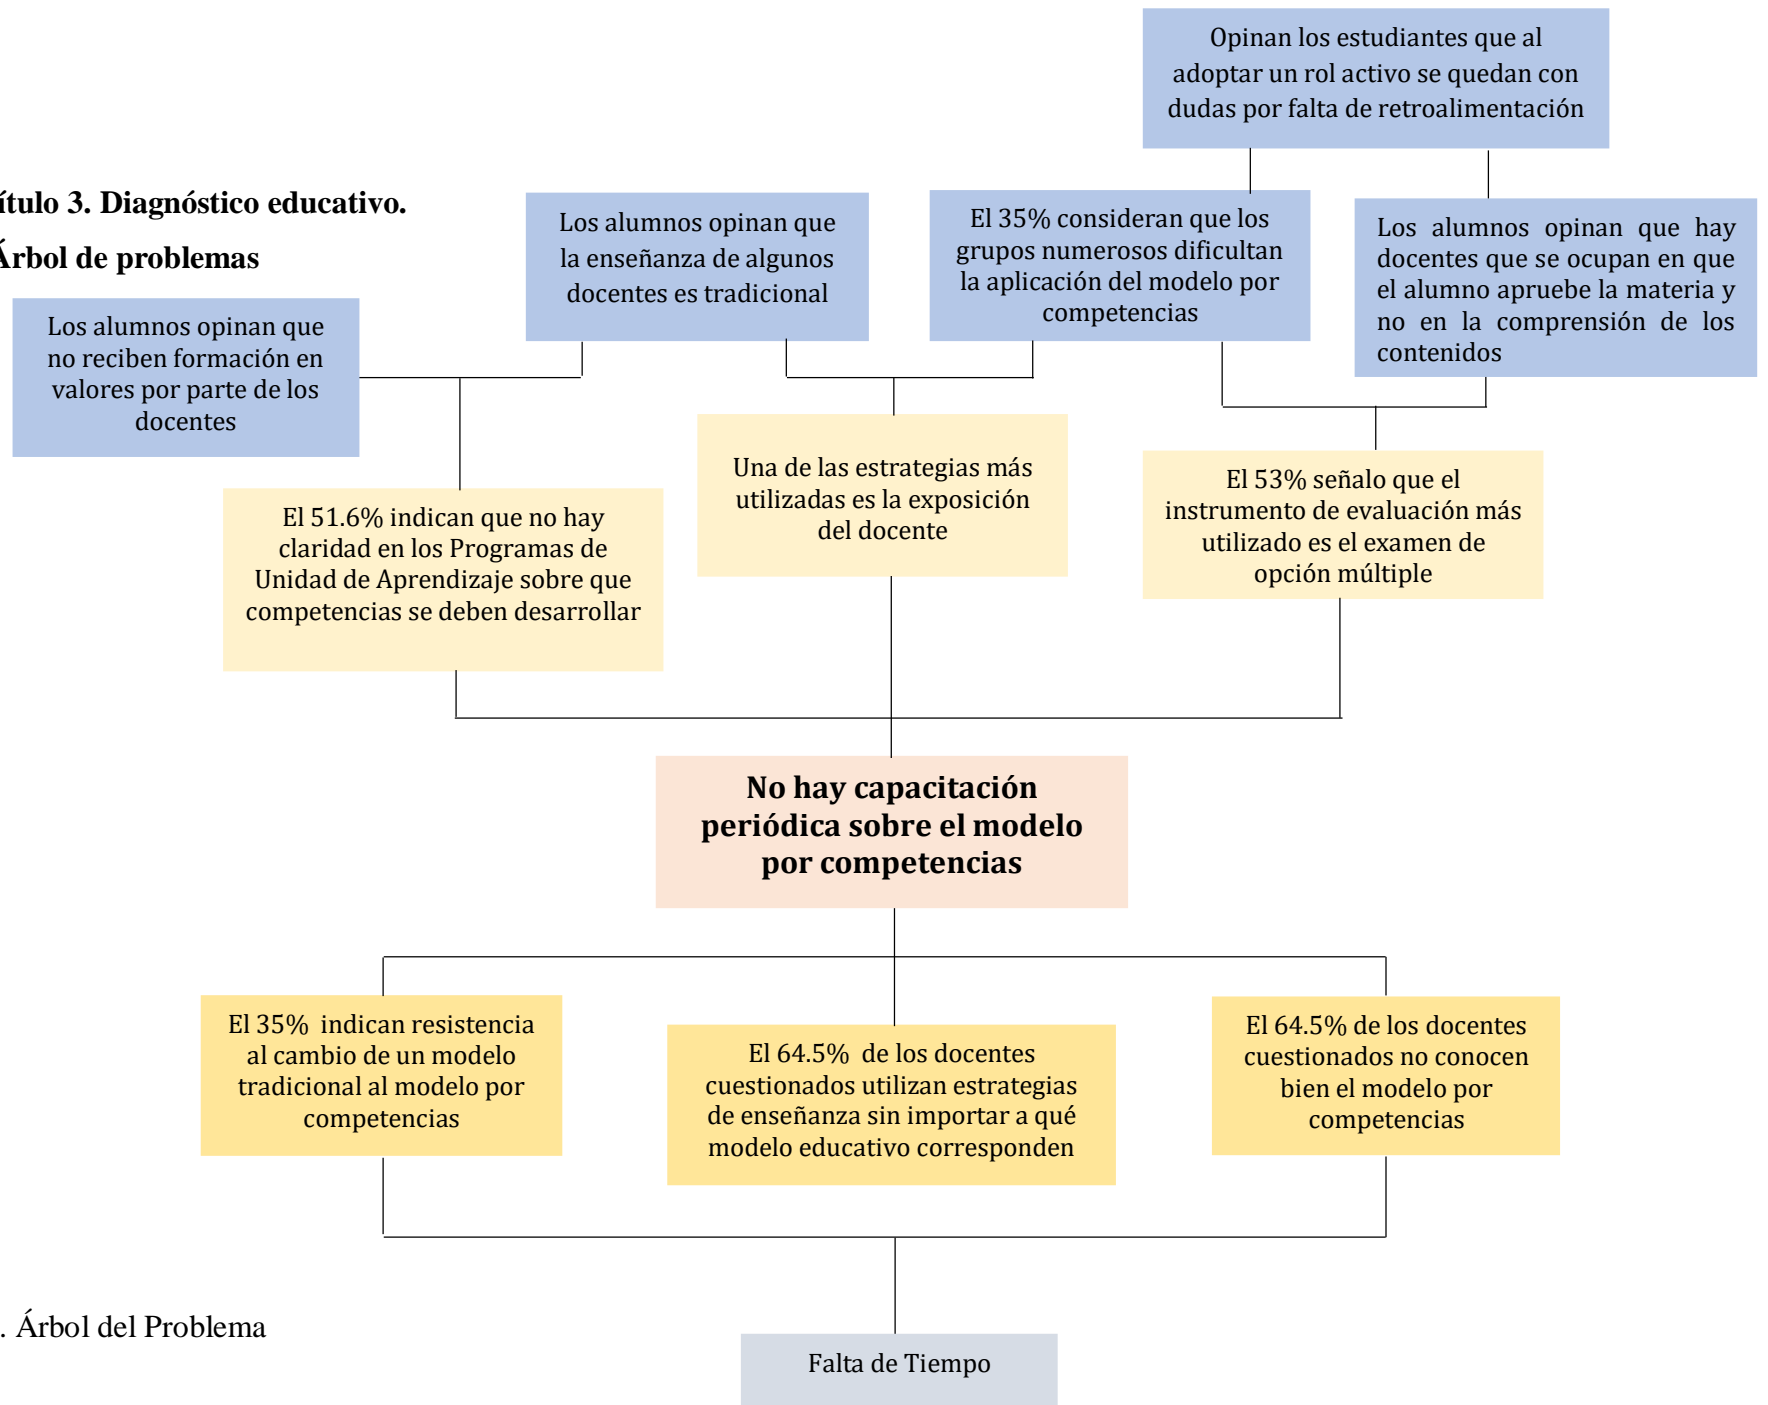 Opinan los estudiantes que al
adoptar un rol activo se quedan con
dudas por falta de retroalimentación
ítulo 3. Diagnóstico educativo.
Árbol de problemas
Los alumnos opinan que
no reciben formación en
valores por parte de los
docentes
Los alumnos opinan que
la enseñanza de algunos
docentes es tradicional
El 35% consideran que los
grupos numerosos dificultan
la aplicación del modelo por
competencias
Los alumnos opinan que hay
docentes que se ocupan en que
el alumno apruebe la materia y
no en la comprensión de los
contenidos
El 51.6% indican que no hay
claridad en los Programas de
Unidad de Aprendizaje sobre que
competencias se deben desarrollar
Una de las estrategias más
utilizadas es la exposición
del docente
El 53% señalo que el
instrumento de evaluación más
utilizado es el examen de
opción múltiple
No hay capacitación
periódica sobre el modelo
por competencias
El 35% indican resistencia
al cambio de un modelo
tradicional al modelo por
competencias
El 64.5% de los docentes
cuestionados utilizan estrategias
de enseñanza sin importar a qué
modelo educativo corresponden
El 64.5% de los docentes
cuestionados no conocen
bien el modelo por
competencias
. Árbol del Problema
Falta de Tiempo